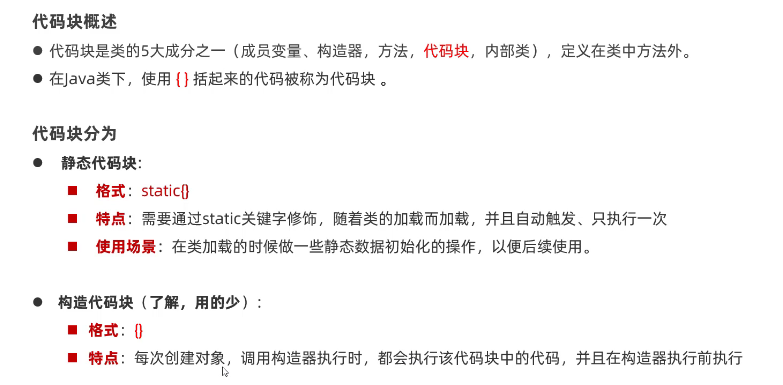 代码块概述
代码块是类的5大成分之一（成员变量、构造器，方法，代码块，内部类），定义在类中方法外。
在Java类下，使用 { } 括起来的代码被称为代码块 。
代码块分为
静态代码块：
格式：static{}
特点：需要通过static关键字修饰，随着类的加载而加载，并且自动触发、只执行一次
使用场景：在类加载的时候做一些静态数据初始化的操作，以便后续使用。
构造代码块（了解，用的少）：
格式：{}
特点：每次创建对象，调用构造器执行时，都会执行该代码块中的代码，并且在构造器执行前执行